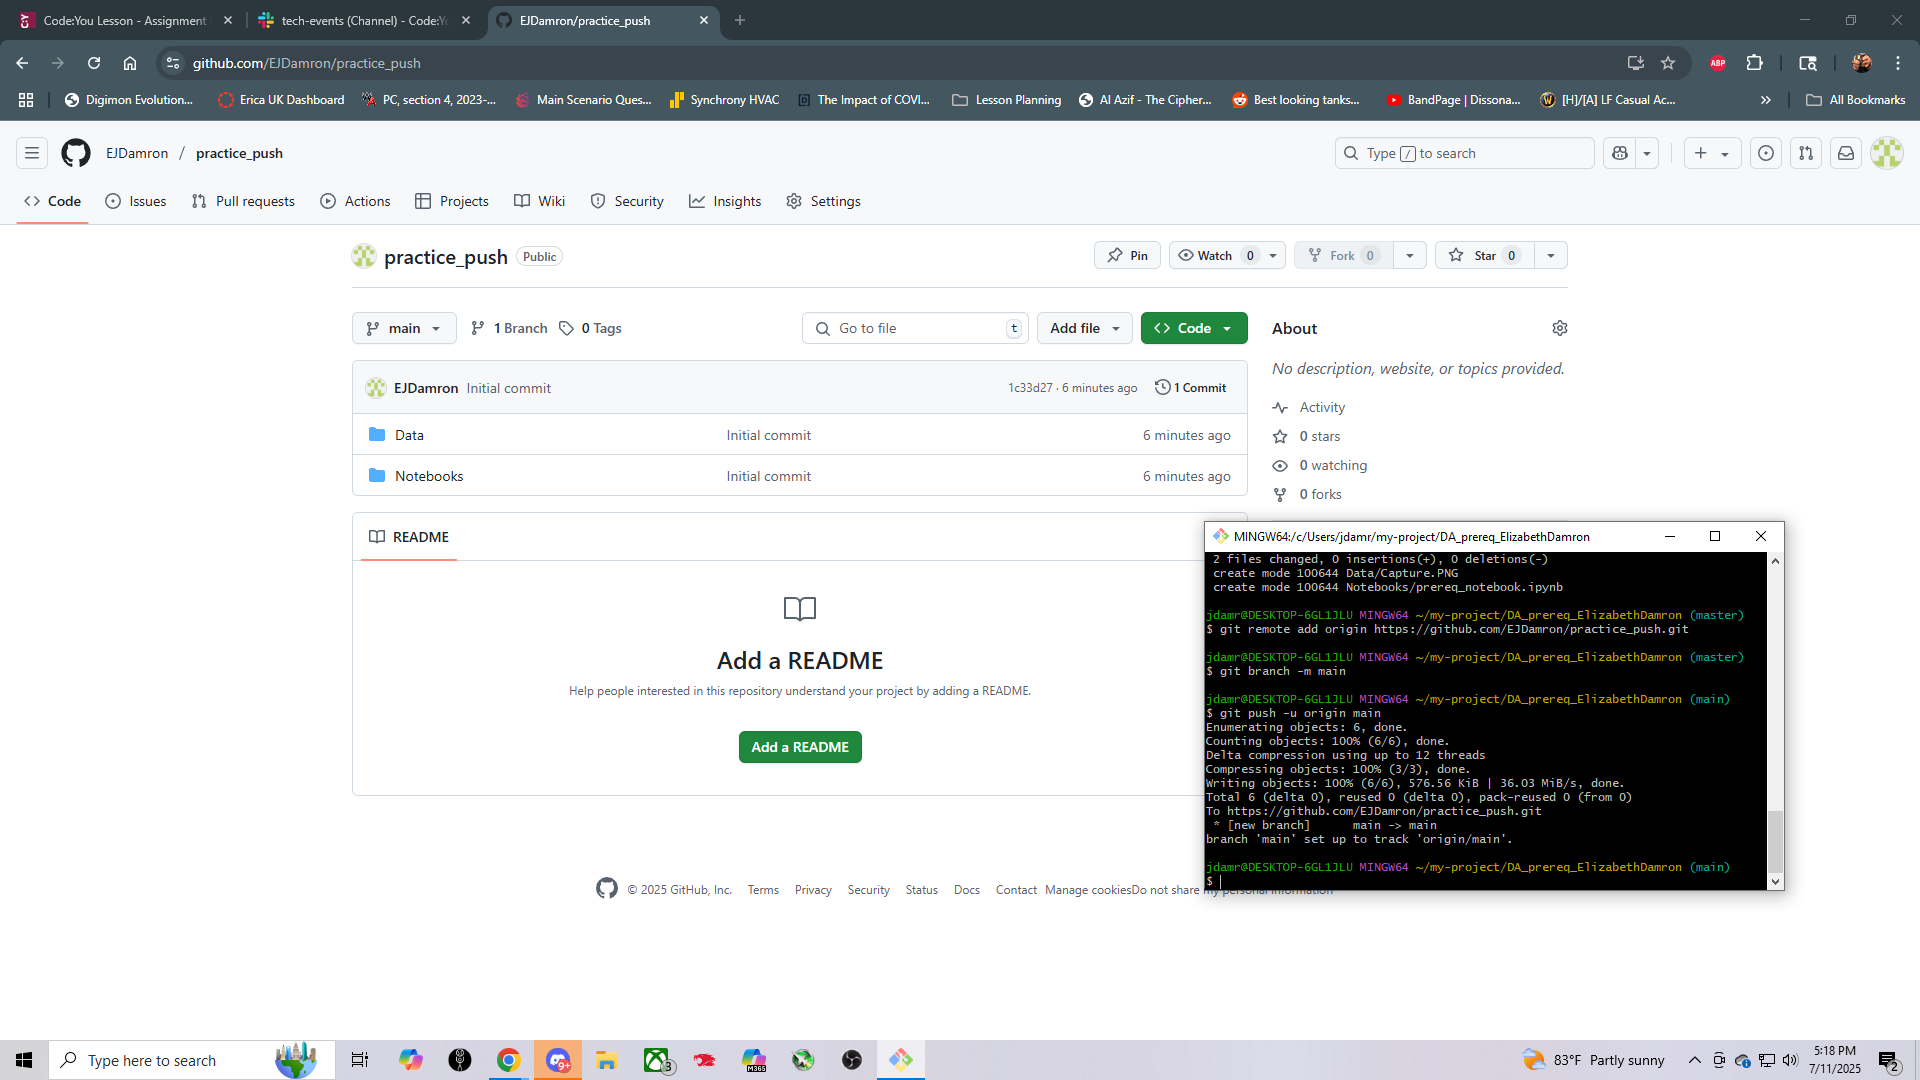 Code:You Lesson - Assignment
tech-events (Channel) - Code:Yo
EJDamron/practice_push
github.com/EJDamron/practice_push
ABP
Digimon Evolution...
Erica UK Dashboard
PC, section 4, 2023-...
Main Scenario Ques...
Synchrony HVAC
The Impact of COVI...
Lesson Planning
Al Azif - The Cipher...
Best looking tanks...
BandPage | Dissona...
[H]/[A] LF Casual Ac...
All Bookmarks
EJDamron / practice_push
Type / to search
Code
Issues
Pull requests
Actions
Projects
Wiki
Security
Insights
Settings
practice_push Public
Pin
Watch 0
Fork 0
Star 0
main
1 Branch
0 Tags
Go to file t
Add file
Code
EJDamron Initial commit
1c33d27 · 6 minutes ago
1 Commit
Data Initial commit 6 minutes ago
Notebooks Initial commit 6 minutes ago
README
Add a README
Help people interested in this repository understand your project by adding a README.
Add a README
About
No description, website, or topics provided.
Activity
0 stars
0 watching
0 forks
© 2025 GitHub, Inc.
Terms
Privacy
Security
Status
Docs
Contact
Manage cookies
Do not share my personal information
MINGW64:/c/Users/jdamr/my-project/DA_prereq_ElizabethDamron
2 files changed, 0 insertions(+), 0 deletions(-)
create mode 100644 Data/Capture.PNG
create mode 100644 Notebooks/prereq_notebook.ipynb
jdamr@DESKTOP-6GL1JLU MINGW64 ~/my-project/DA_prereq_ElizabethDamron (master)
$ git remote add origin https://github.com/EJDamron/practice_push.git
jdamr@DESKTOP-6GL1JLU MINGW64 ~/my-project/DA_prereq_ElizabethDamron (master)
$ git branch -m main
jdamr@DESKTOP-6GL1JLU MINGW64 ~/my-project/DA_prereq_ElizabethDamron (main)
$ git push -u origin main
Enumerating objects: 6, done.
Counting objects: 100% (6/6), done.
Delta compression using up to 12 threads
Compressing objects: 100% (3/3), done.
Writing objects: 100% (6/6), 576.56 KiB | 36.03 MiB/s, done.
Total 6 (delta 0), reused 0 (delta 0), pack-reused 0 (from 0)
To https://github.com/EJDamron/practice_push.git
* [new branch] main -> main
branch 'main' set up to track 'origin/main'.
jdamr@DESKTOP-6GL1JLU MINGW64 ~/my-project/DA_prereq_ElizabethDamron (main)
$
Type here to search
9+
3
M365
83°F Partly sunny
5:18 PM
7/11/2025
2